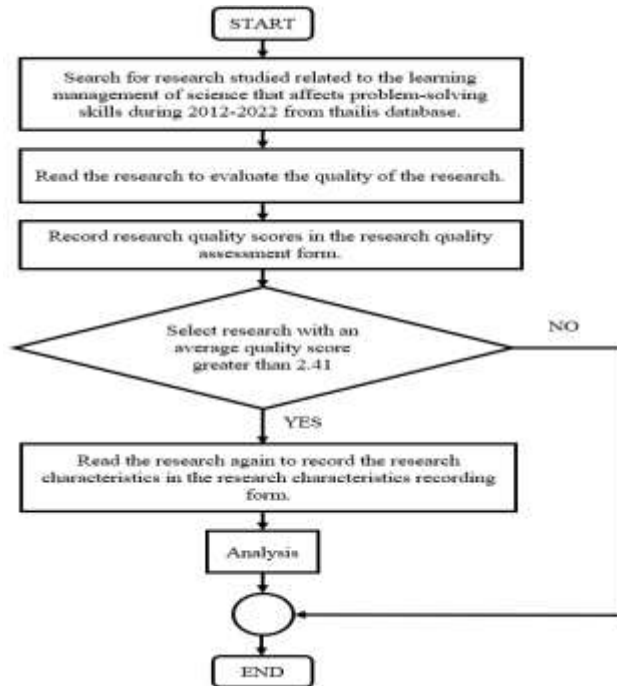 START
Search for research studied related to the learning
management of science that affects problem-solving
skills during 2012-2022 from thailis database.
Read the research to evaluate the quality of the research.
Record research quality scores in the research quality
assessment form.
Select research with an
average quality score
greater than 2.41
NO
YES
Read the research again to record the research
characteristics in the research characteristics recording
form.
Analysis
END